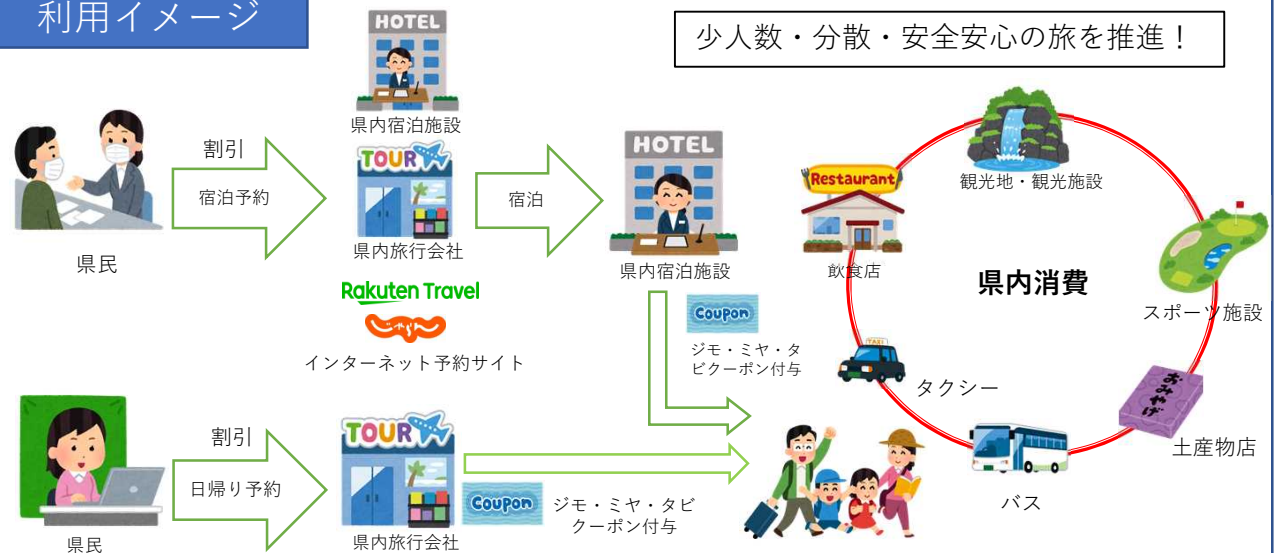 利用イメージ
少人数・分散・安全安心の旅を推進！
HOTEL
県内宿泊施設
割引
宿泊予約
県民
TOUR
県内旅行会社
Rakuten Travel
インターネット予約サイト
宿泊
HOTEL
県内宿泊施設
Coupon
ジモ・ミヤ・タ
ビクーポン付与
観光地・観光施設
Restaurant
飲食店
県内消費
スポーツ施設
TAXI
タクシー
おみやげ
土産物店
バス
割引
日帰り予約
県民
TOUR
県内旅行会社
Coupon
ジモ・ミヤ・タビ
クーポン付与